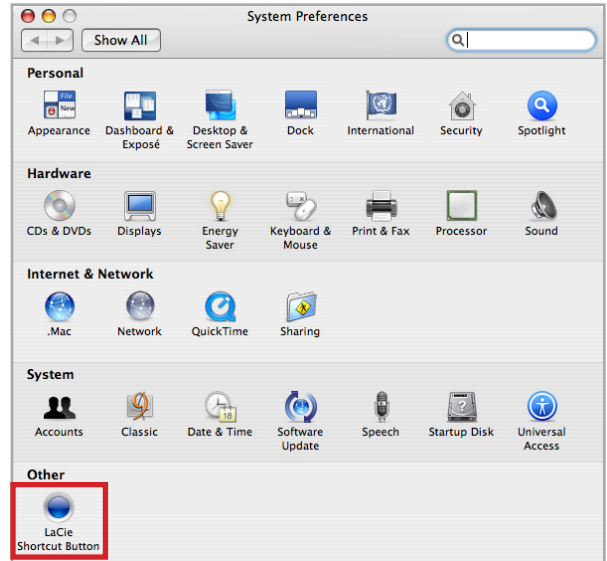 System Preferences
Show All
Personal
File
New
Appearance Dashboard & Exposé Desktop & Screen Saver Dock International Security Spotlight
Hardware
CDs & DVDs Displays Energy Saver Keyboard & Mouse Print & Fax Processor Sound
Internet & Network
.Mac Network QuickTime Sharing
System
18
Accounts Classic Date & Time Software Update Speech Startup Disk Universal Access
Other
LaCie
Shortcut Button